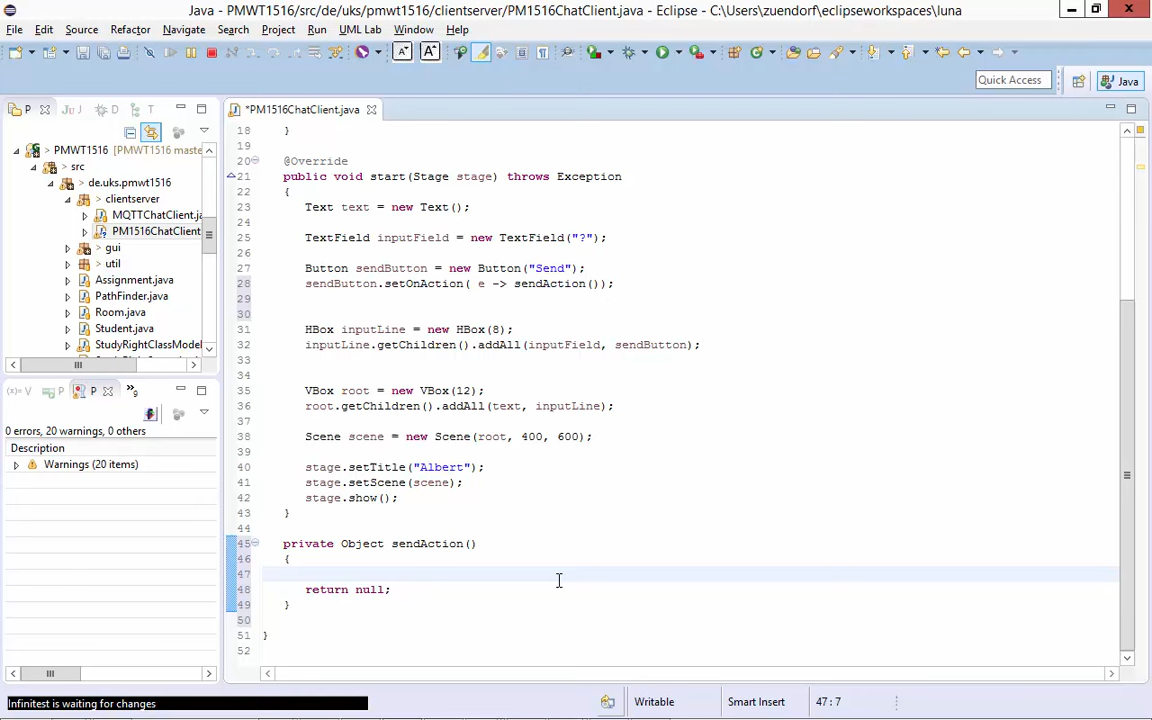 Java - PMWT1516/src/de/uks/pmwt1516/clientserver/PM1516ChatClient.java - Eclipse - C:\Users\zuendorf\eclipseworkspaces\luna
File Edit Source Refactor Navigate Search Project Run UML Lab Window Help
Quick Access
Java
P Ju J D T
*PM1516ChatClient.java
> PMWT1516 [PMWT1516 maste
> src
> de.uks.pmwt1516
> clientserver
MQTTChatClient.ja
PM1516ChatClient
> gui
> util
Assignment.java
PathFinder.java
Room.java
Student.java
StudyRightClassModel
(x)= V P P »9
0 errors, 20 warnings, 0 others
Description
Warnings (20 items)
18 }
19
20 @Override
21 public void start(Stage stage) throws Exception
22 {
23 Text text = new Text();
24
25 TextField inputField = new TextField("?");
26
27 Button sendButton = new Button("Send");
28 sendButton.setOnAction( e -> sendAction());
29
30
31 HBox inputLine = new HBox(8);
32 inputLine.getChildren().addAll(inputField, sendButton);
33
34
35 VBox root = new VBox(12);
36 root.getChildren().addAll(text, inputLine);
37
38 Scene scene = new Scene(root, 400, 600);
39
40 stage.setTitle("Albert");
41 stage.setScene(scene);
42 stage.show();
43 }
44
45 private Object sendAction()
46 {
47
48 return null;
49 }
50
51 }
52
Infinitest is waiting for changes
Writable
Smart Insert
47 : 7